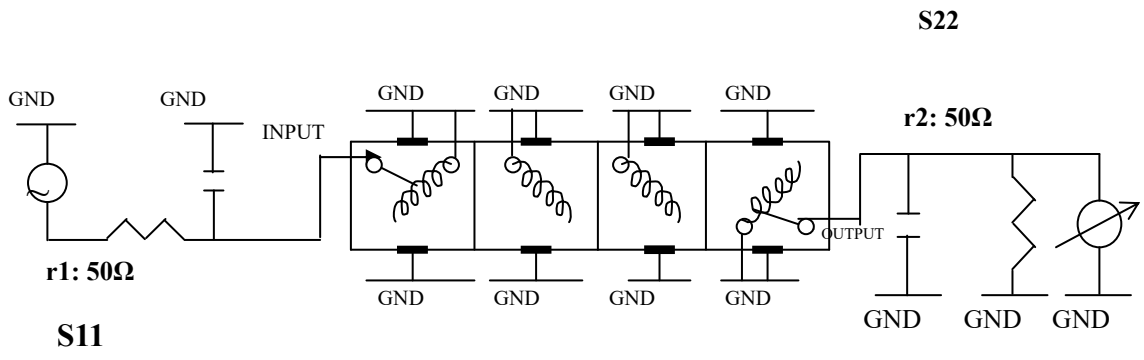 S22
GND
GND
GND
GND
GND
GND
r2: 50Ω
INPUT
OUTPUT
r1: 50Ω
GND
GND
GND
GND
GND
GND
GND
S11